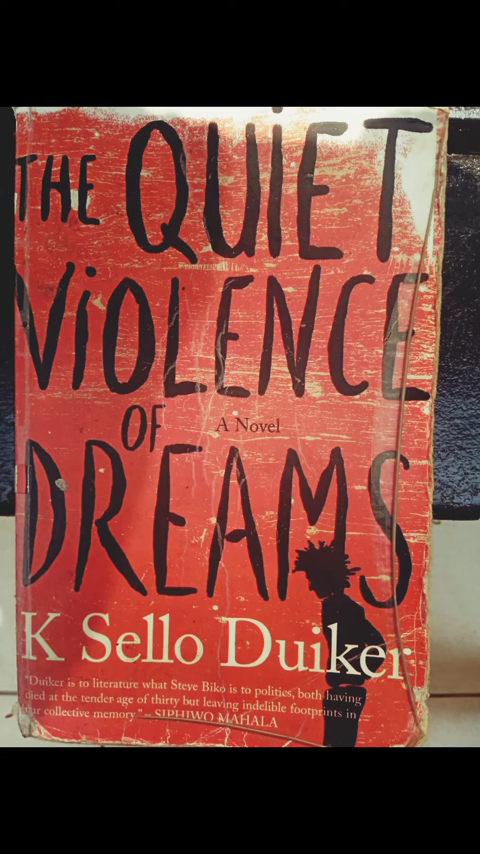 THE QUIET
ViOLENCE
OF
A Novel
DREAMS
K Sello Duiker
"Duiker is to literature what Steve Biko is to politics, both having
died at the tender age of thirty but leaving indelible footprints in
our collective memory" – SIPHIWO MAHALA